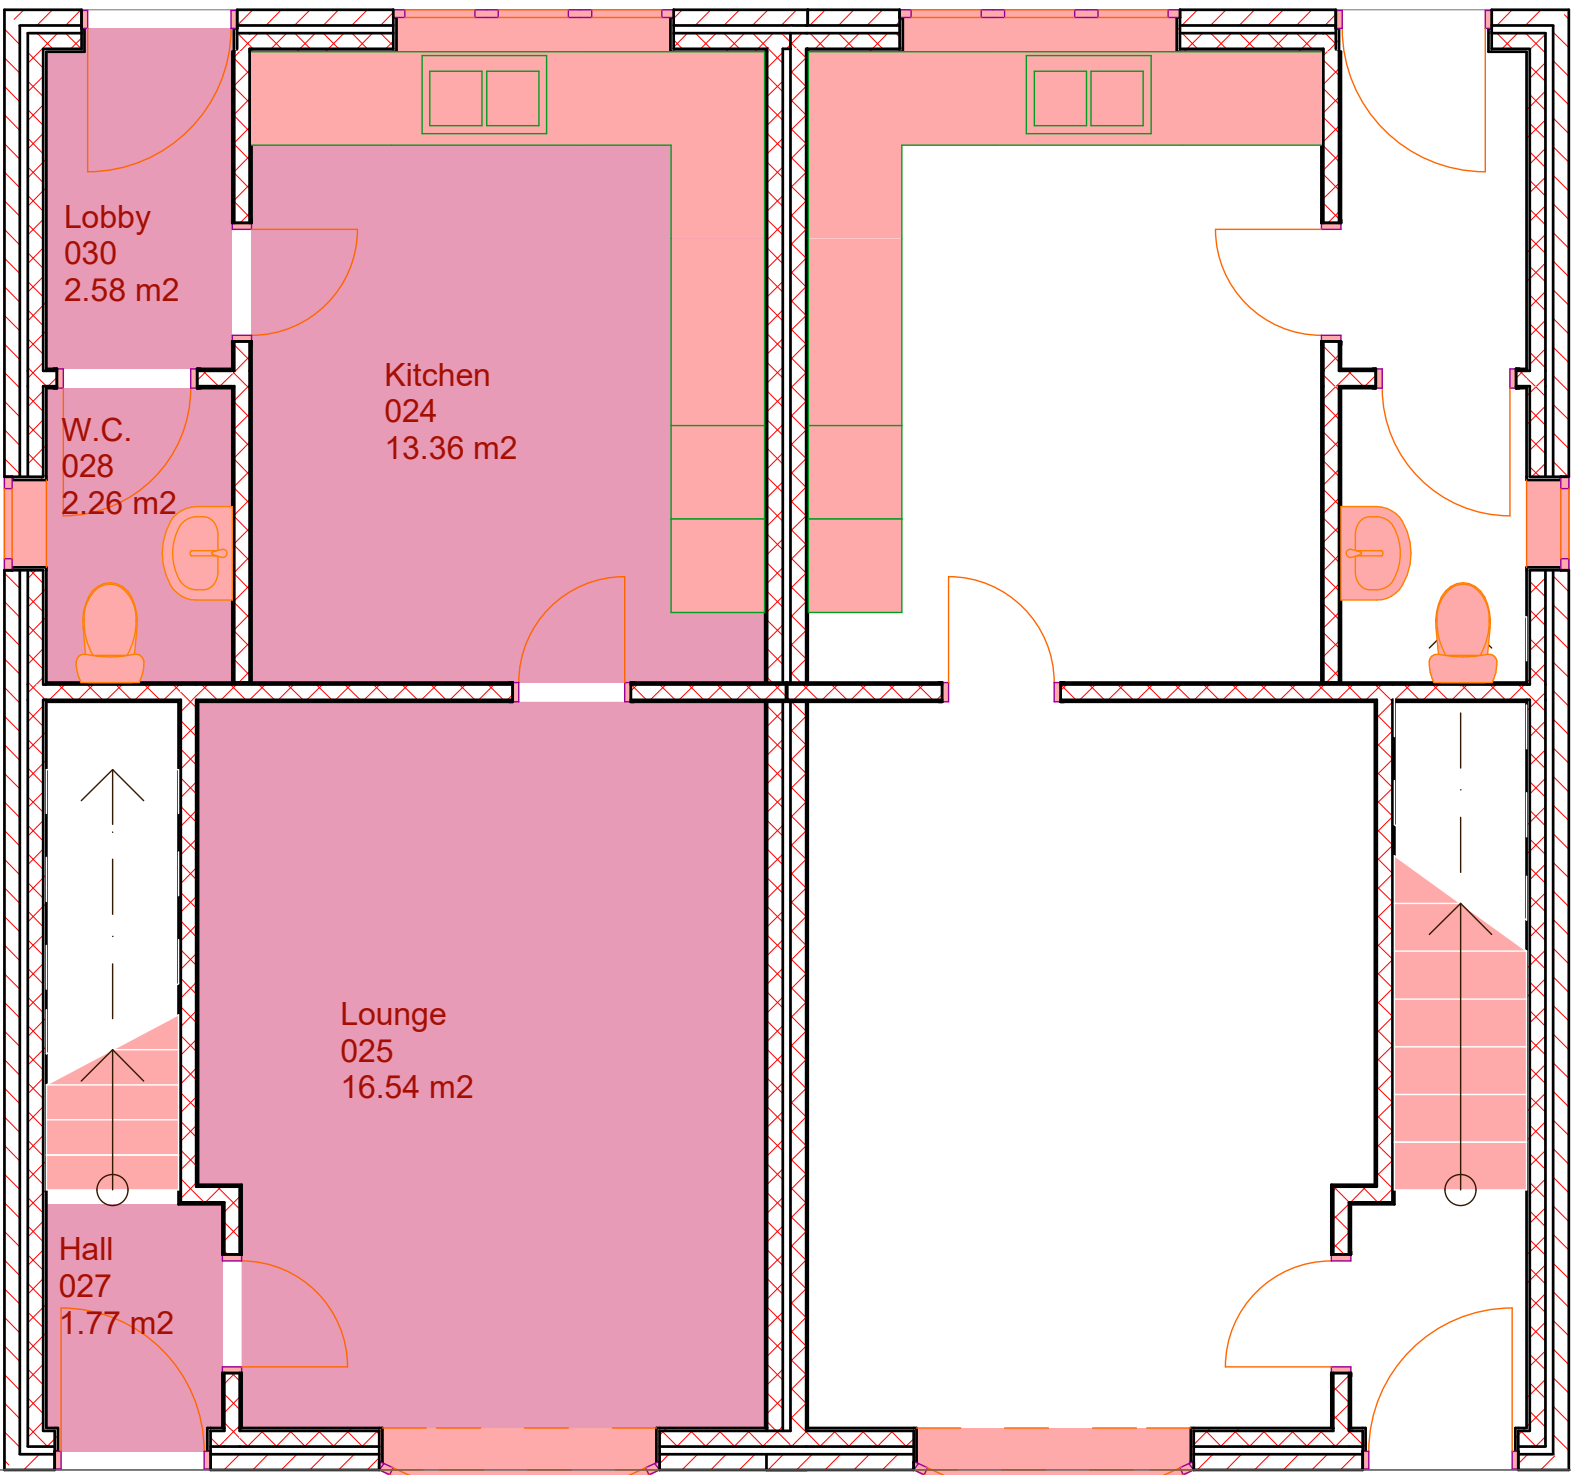 Lobby
030
2.58 m2
Kitchen
024
13.36 m2
W.C.
028
2.26 m2
Lounge
025
16.54 m2
Hall
027
1.77 m2